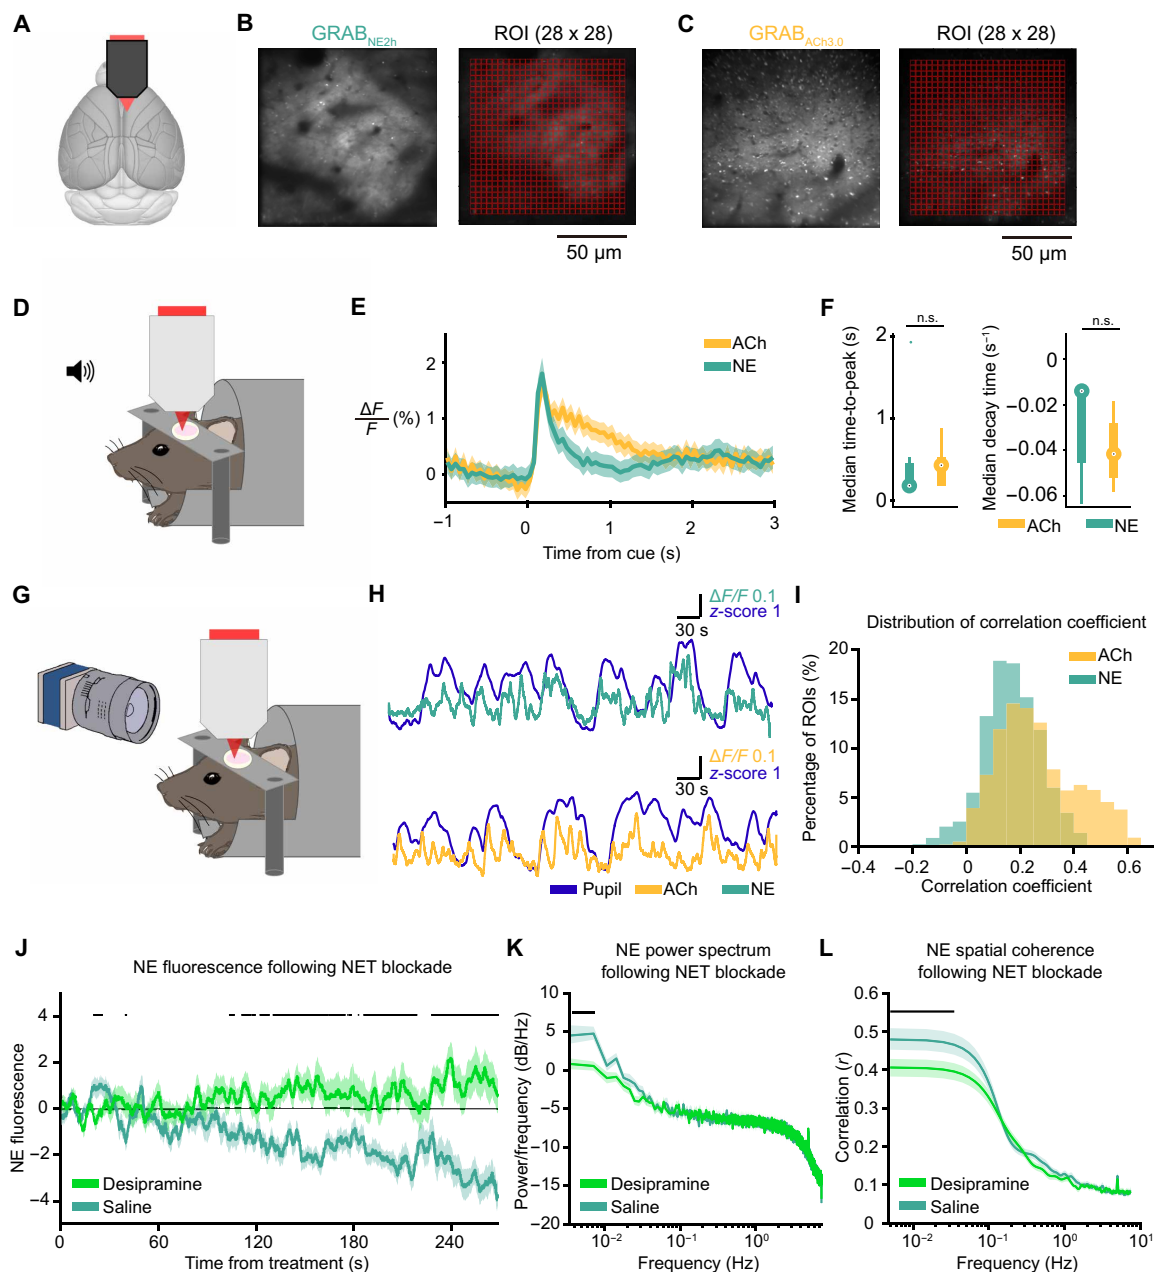 A
B
GRABNE2h
ROI (28 x 28)
50 µm
C
GRABACh3.0
ROI (28 x 28)
50 µm
D
E
ΔF
F
(%)
2
1
0
ACh
NE
−1
0
1
2
3
Time from cue (s)
F
Median time-to-peak (s)
2
1
0
n.s.
Median decay time (s−1)
0
−0.02
−0.04
−0.06
n.s.
ACh
NE
G
H
ΔF/F 0.1
z-score 1
30 s
ΔF/F 0.1
z-score 1
30 s
Pupil
ACh
NE
I
Distribution of correlation coefficient
Percentage of ROIs (%)
20
15
10
5
0
ACh
NE
−0.4
−0.2
0
0.2
0.4
0.6
Correlation coefficient
J
NE fluorescence following NET blockade
NE fluorescence
4
2
0
−2
−4
Desipramine
Saline
0
60
120
180
240
Time from treatment (s)
K
NE power spectrum
following NET blockade
Power/frequency (dB/Hz)
10
5
0
−5
−10
−15
−20
Desipramine
Saline
10−2
10−1
100
Frequency (Hz)
L
NE spatial coherence
following NET blockade
Correlation (r)
0.6
0.5
0.4
0.3
0.2
0.1
0
Desipramine
Saline
10−2
10−1
100
101
Frequency (Hz)